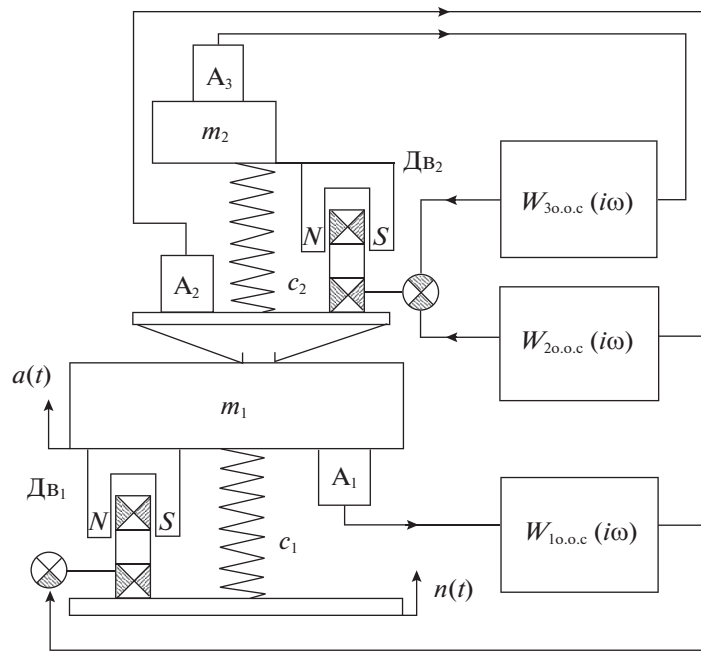 A₃
m₂
Дв₂
W₃о.о.с (iω)
N S
A₂
c₂
W₂о.о.с (iω)
a(t)
m₁
Дв₁
A₁
N S
W₁о.о.с (iω)
c₁
n(t)